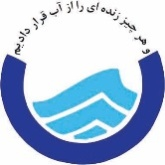 و هر چیز زنده ای را از آب قرار دادیم